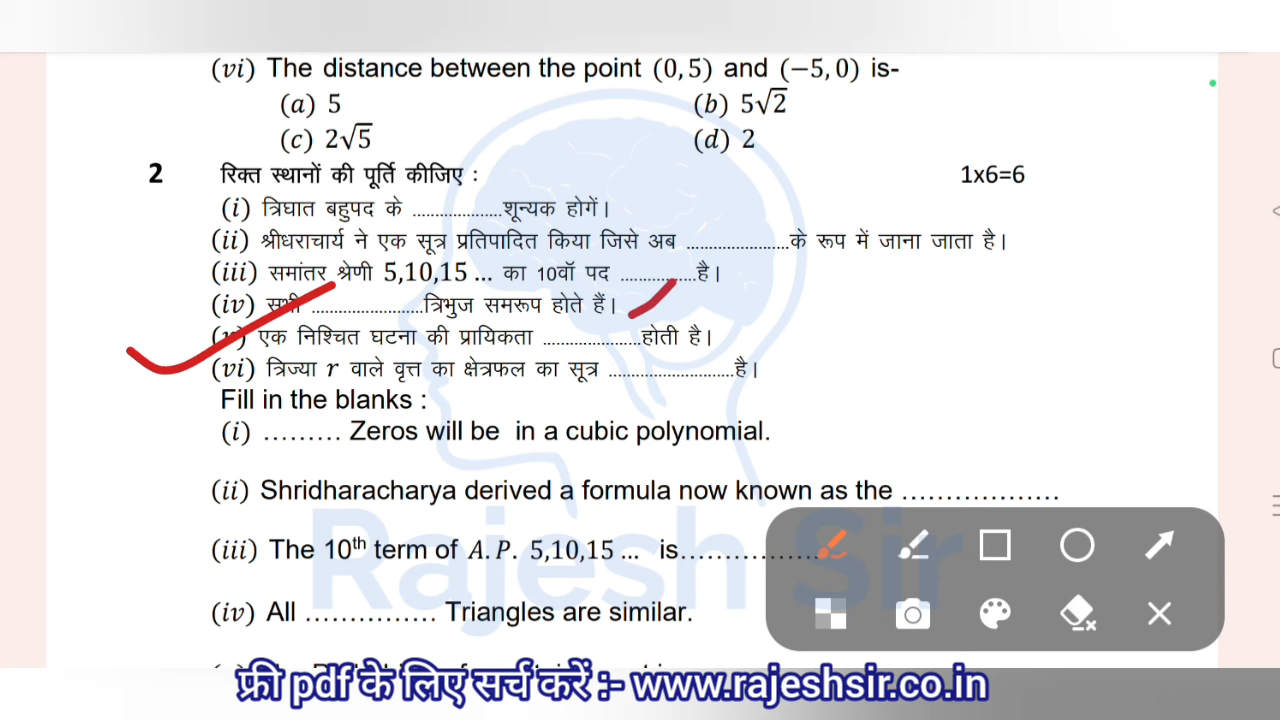 (vi) The distance between the point (0, 5) and (−5, 0) is-
(a) 5 (b) 5√2
(c) 2√5 (d) 2
2 रिक्त स्थानों की पूर्ति कीजिए : 1x6=6
(i) त्रिघात बहुपद के ....................शून्यक होगें।
(ii) श्रीधराचार्य ने एक सूत्र प्रतिपादित किया जिसे अब .......................के रूप में जाना जाता है।
(iii) समांतर श्रेणी 5,10,15 ... का 10वॉ पद .................है।
(iv) सभी .........................त्रिभुज समरूप होते हैं।
(v) एक निश्चित घटना की प्रायिकता ......................होती है।
(vi) त्रिज्या r वाले वृत्त का क्षेत्रफल का सूत्र ............................है।
Fill in the blanks :
(i) ......... Zeros will be in a cubic polynomial.
(ii) Shridharacharya derived a formula now known as the ..................
(iii) The 10th term of A.P. 5,10,15 ... is................
(iv) All ............... Triangles are similar.
Rajesh Sir
फ्री pdf के लिए सर्च करें :- www.rajeshsir.co.in